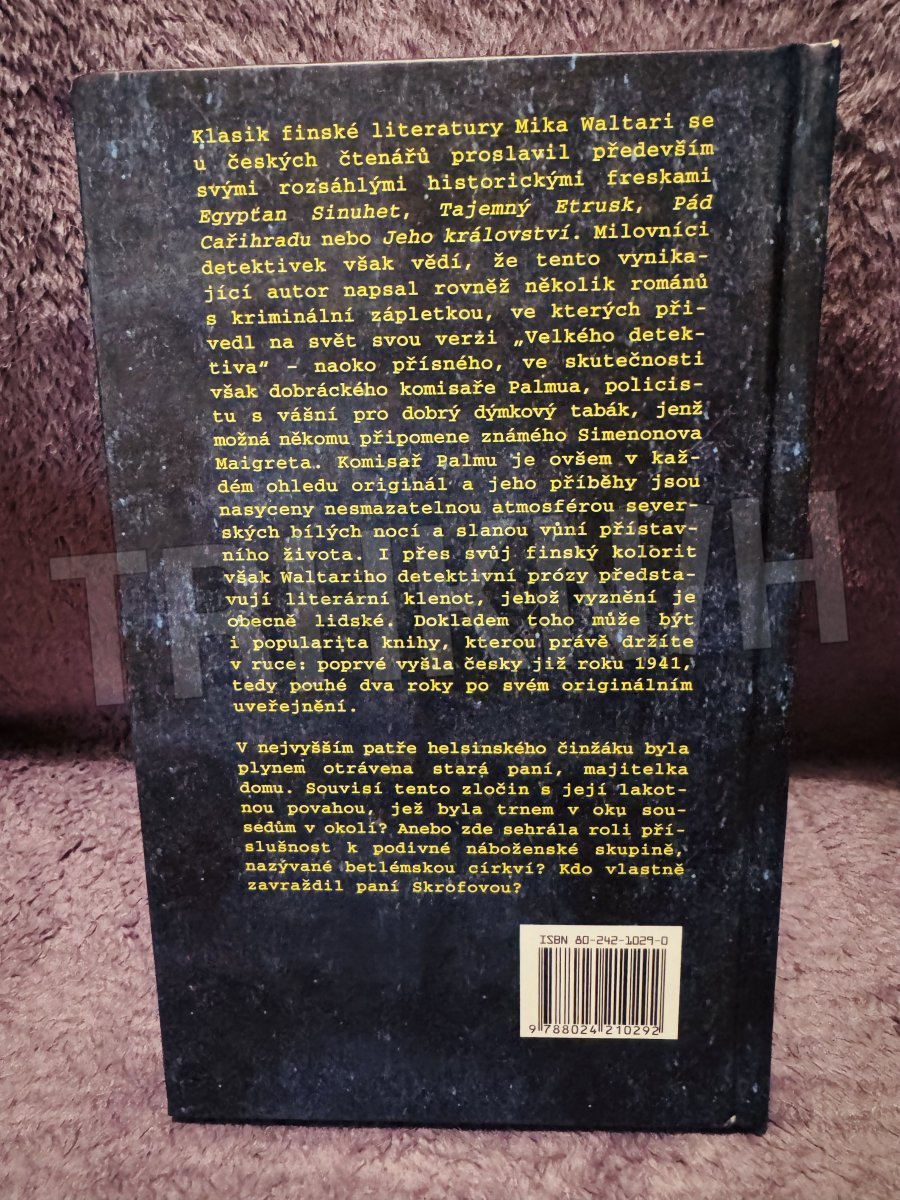 Klasik finské literatury Mika Waltari se
u českých čtenářů proslavil především
svými rozsáhlými historickými freskami
Egypťan Sinuhet, Tajemný Etrusk, Pád
Cařihradu nebo Jeho království. Milovníci
detektivek však vědí, že tento vynika-
jící autor napsal rovněž několik románů
s kriminální zápletkou, ve kterých při-
vedl na svět svou verzi „Velkého detek-
tiva“ – naoko přísného, ve skutečnosti
však dobráckého komisaře Palmua, policis-
tu s vášní pro dobrý dýmkový tabák, jenž
možná někomu připomene známého Simenonova
Maigreta. Komisař Palmu je ovšem v kaž-
dém ohledu originál a jeho příběhy jsou
nasyceny nesmazatelnou atmosférou sever-
ských bílých nocí a slanou vůní přístav-
ního života. I přes svůj finský kolorit
však Waltariho detektivní prózy předsta-
vují literární klenot, jehož vyznění je
obecně lidské. Dokladem toho může být
i popularita knihy, kterou právě držíte
v ruce: poprvé vyšla česky již roku 1941,
tedy pouhé dva roky po svém originálním
uveřejnění.
V nejvyšším patře helsinského činžáku byla
plynem otrávena stará paní, majitelka
domu. Souvisí tento zločin s její lakot-
nou povahou, jež byla trnem v oku sou-
sedům v okolí? Anebo zde sehrála roli pří-
slušnost k podivné náboženské skupině,
nazývané betlémskou církví? Kdo vlastně
zavraždil paní Skrofovou?
ISBN 80-242-1029-0
9 788024 210292